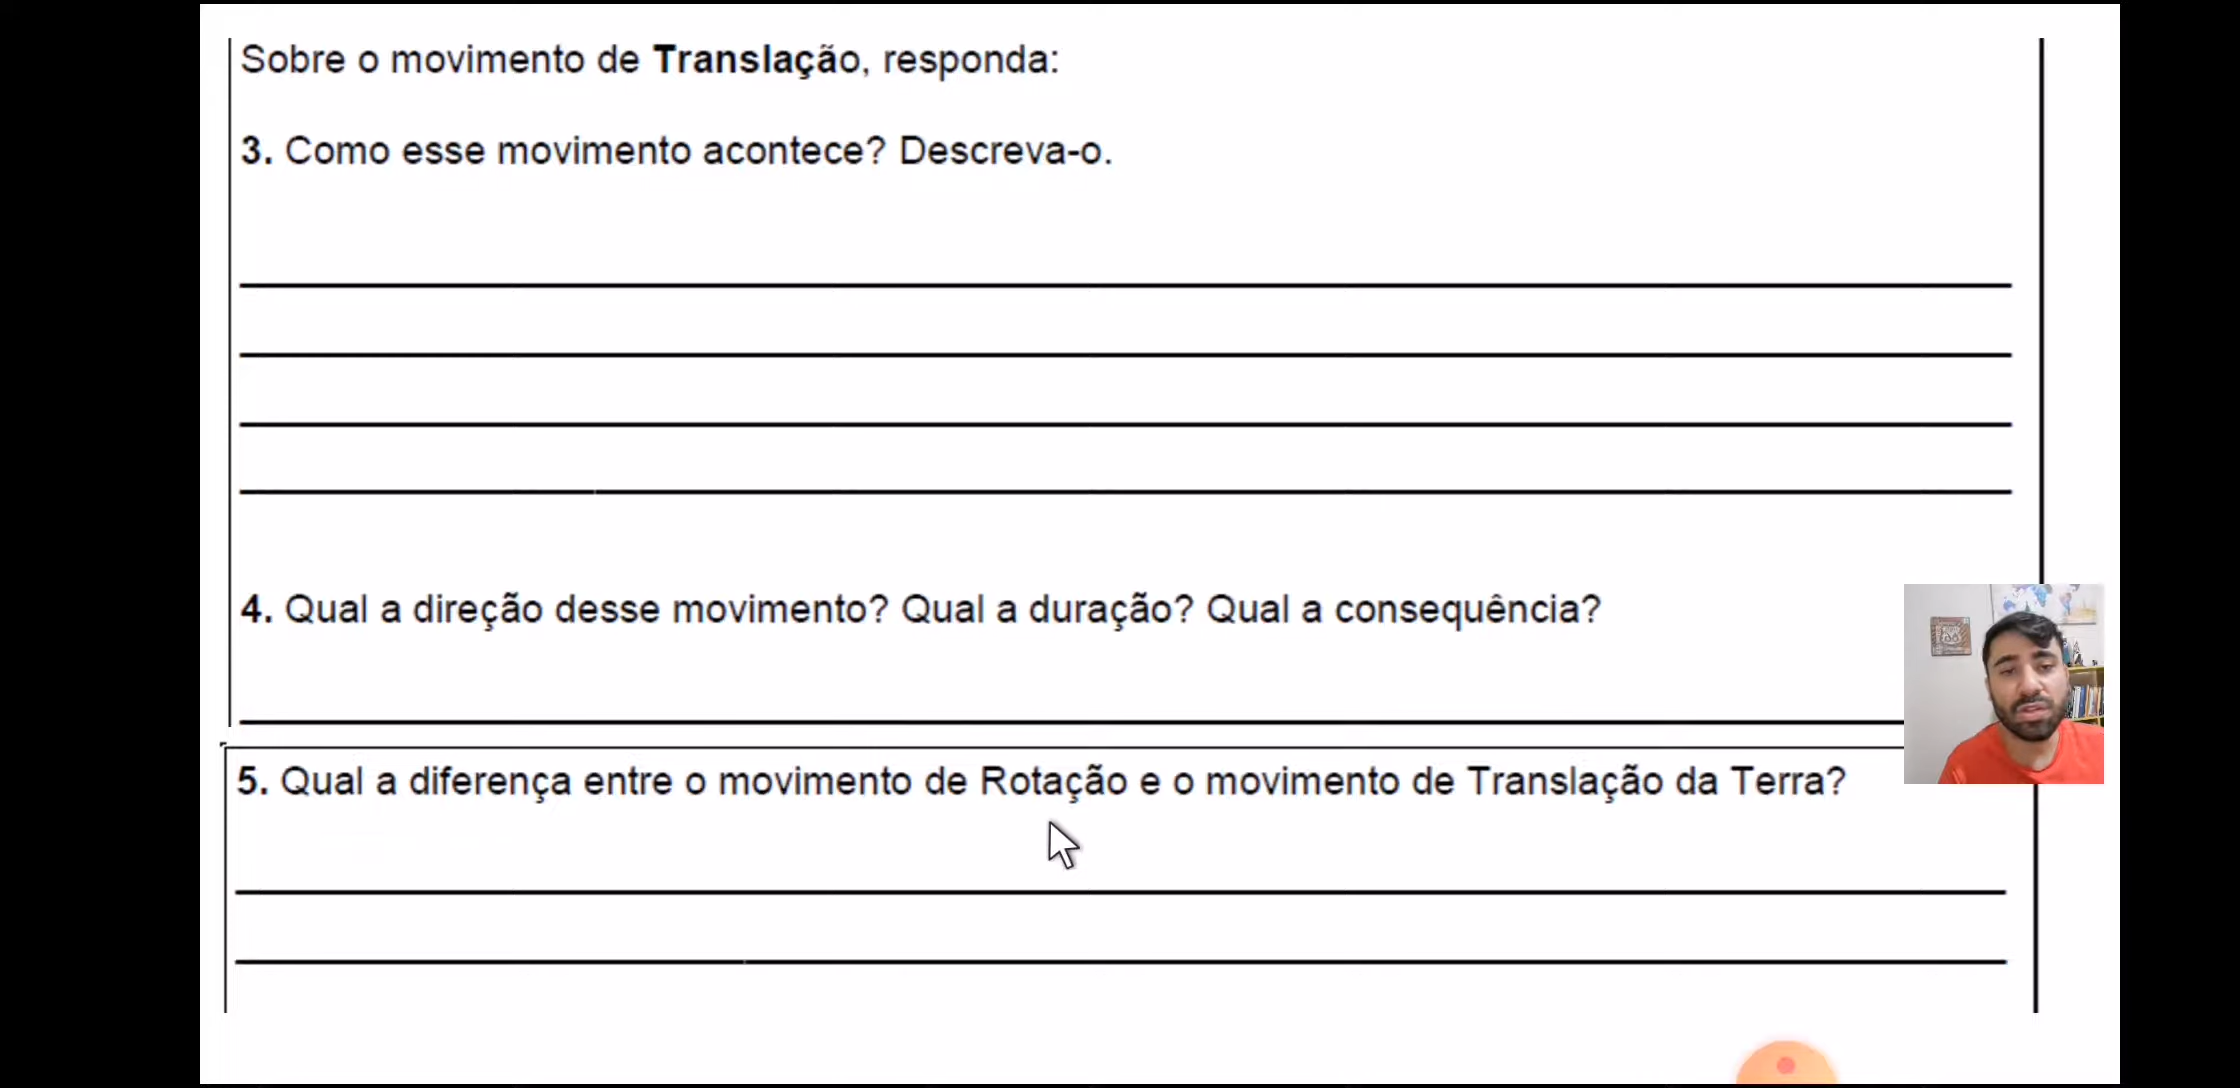 Sobre o movimento de Translação, responda:
3. Como esse movimento acontece? Descreva-o.
4. Qual a direção desse movimento? Qual a duração? Qual a consequência?
5. Qual a diferença entre o movimento de Rotação e o movimento de Translação da Terra?